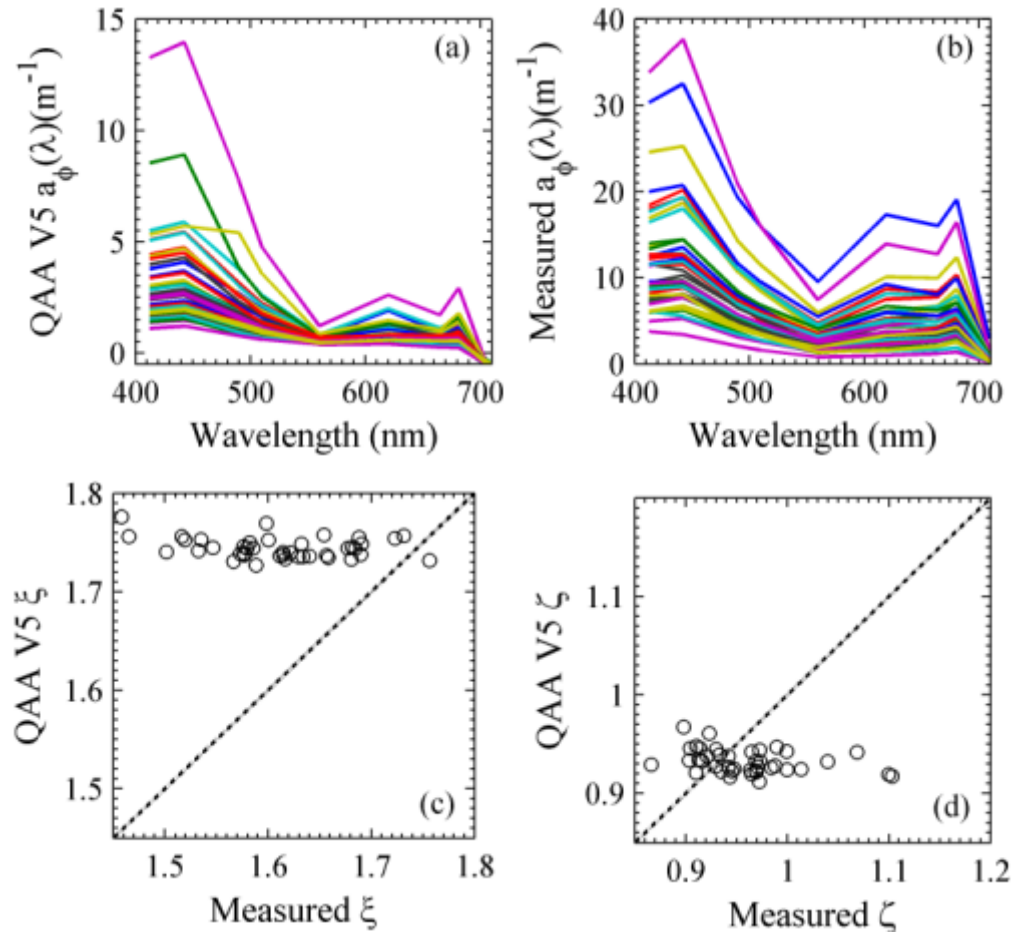 (a)
15
10
5
0
QAA V5 a_ϕ(λ)(m⁻¹)
400 500 600 700
Wavelength (nm)
(b)
40
30
20
10
0
Measured a_ϕ(λ)(m⁻¹)
400 500 600 700
Wavelength (nm)
1.8
1.7
1.6
1.5
QAA V5 ξ
(c)
1.5 1.6 1.7 1.8
Measured ξ
1.1
1
0.9
QAA V5 ζ
(d)
0.9 1 1.1 1.2
Measured ζ